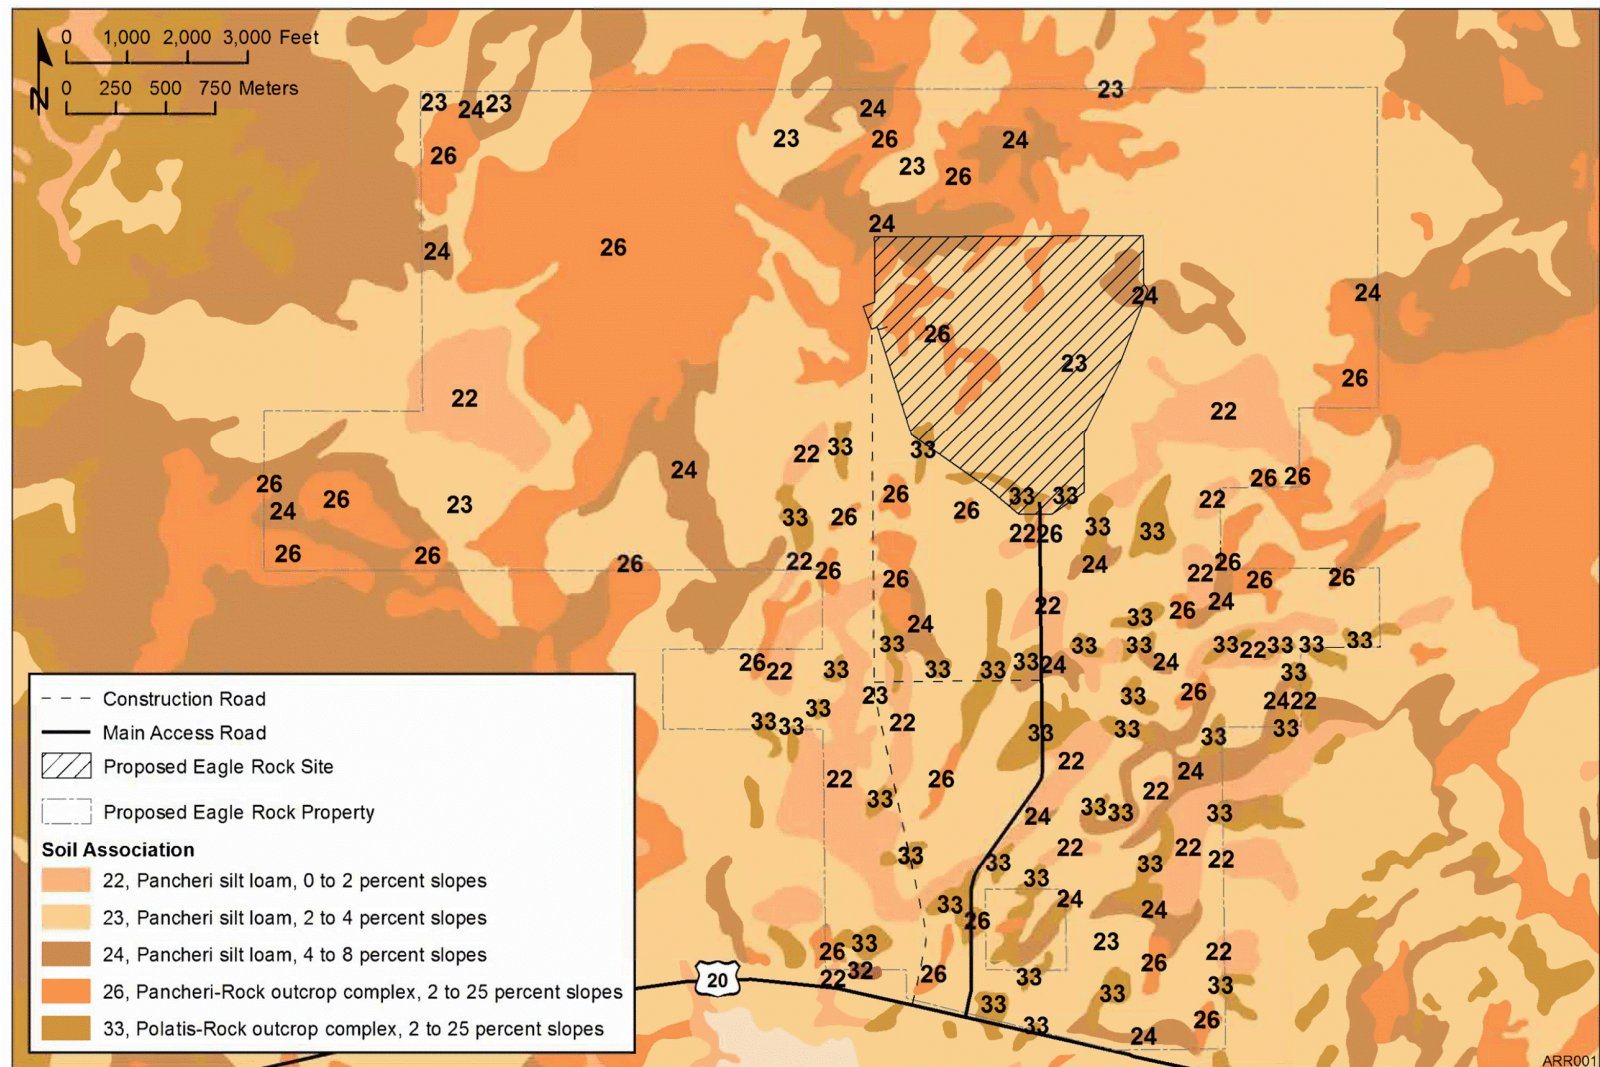 0 1,000 2,000 3,000 Feet
0 250 500 750 Meters
N
23
23 24 23
24
23 26 24
26 23 26
24
24 26
24 24
26
23
26
22 22
33
22 33
24 26 26
26 26 26 33 33 22
24 23
33 26 26
22 26 33 33
26 26 26 22 26 24 22 26
26 26 26
22 24
33 26
24
33 33 33 33 22 33 33 33
26 22 33 33 33 33 24 24
33
23 33 26 24 22
33
33 33 22 33 33 33 33
22
22 26 24
22
33 24 33 33 33
33 33 22 22 22
33 33
24
33 26 24
26 33 23 22
22 32 26 33 26
33 33 33
33 26
24
20
Construction Road
Main Access Road
Proposed Eagle Rock Site
Proposed Eagle Rock Property
Soil Association
22, Pancheri silt loam, 0 to 2 percent slopes
23, Pancheri silt loam, 2 to 4 percent slopes
24, Pancheri silt loam, 4 to 8 percent slopes
26, Pancheri-Rock outcrop complex, 2 to 25 percent slopes
33, Polatis-Rock outcrop complex, 2 to 25 percent slopes
ARR001